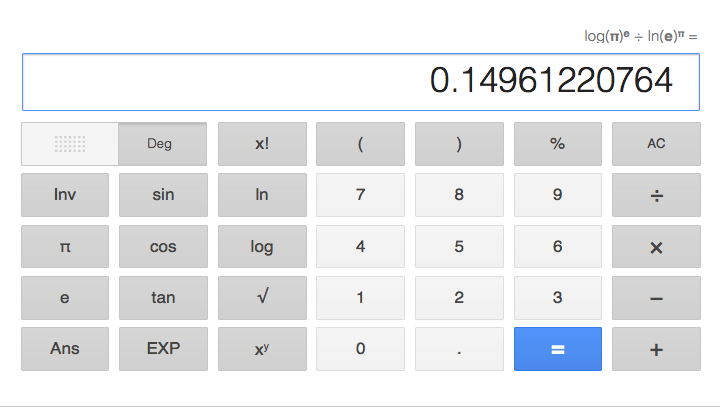 log(π)ᵉ ÷ ln(e)^π =
0.14961220764
Deg x! ( ) % AC
Inv sin ln 7 8 9 ÷
π cos log 4 5 6 ×
e tan √ 1 2 3 −
Ans EXP xʸ 0 . = +